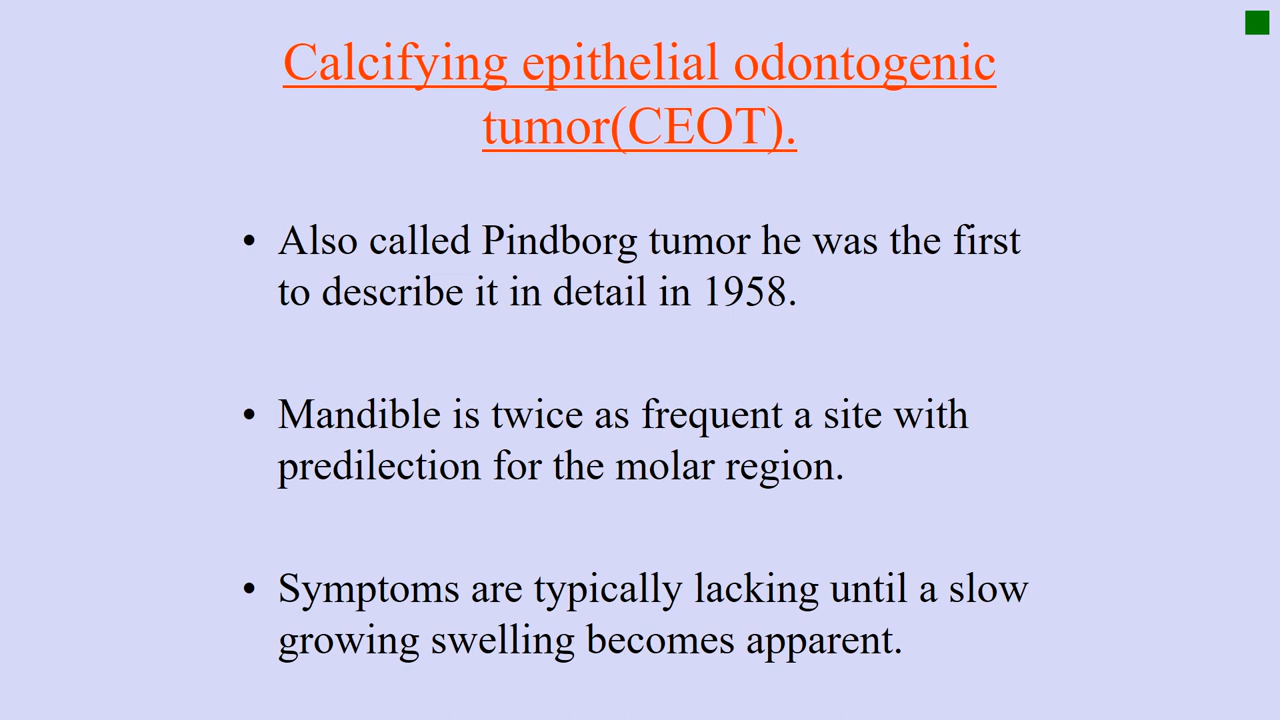 Calcifying epithelial odontogenic
tumor(CEOT).
• Also called Pindborg tumor he was the first
to describe it in detail in 1958.
• Mandible is twice as frequent a site with
predilection for the molar region.
• Symptoms are typically lacking until a slow
growing swelling becomes apparent.